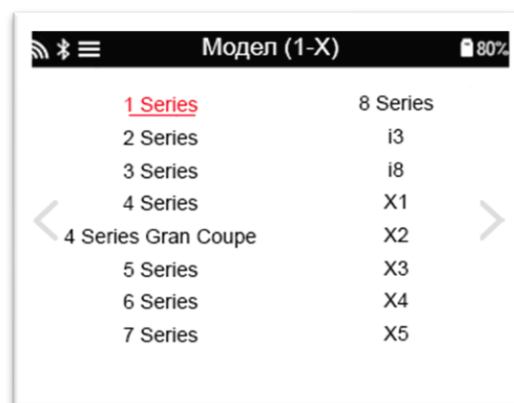 Модел (1-X)
80%
1 Series
2 Series
3 Series
4 Series
4 Series Gran Coupe
5 Series
6 Series
7 Series
8 Series
i3
i8
X1
X2
X3
X4
X5